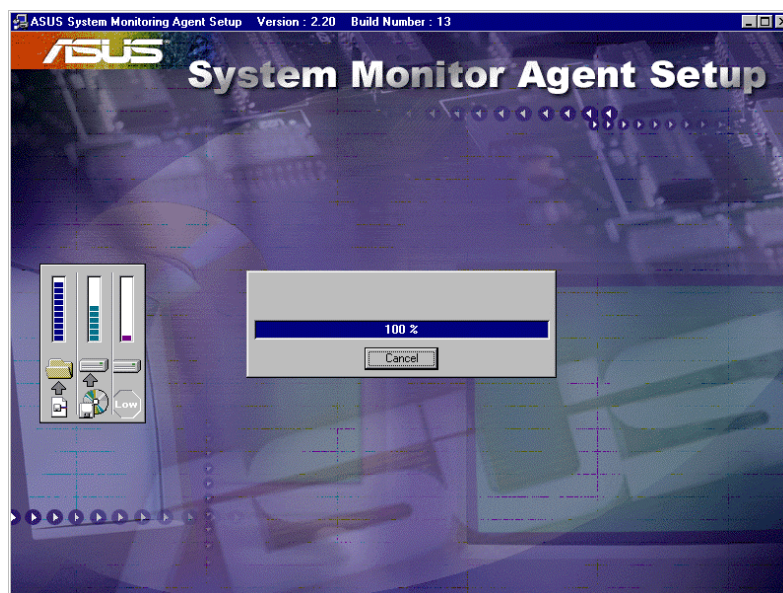 ASUS System Monitoring Agent Setup Version : 2.20 Build Number : 13
ASUS
System Monitor Agent Setup
100 %
Cancel
Low